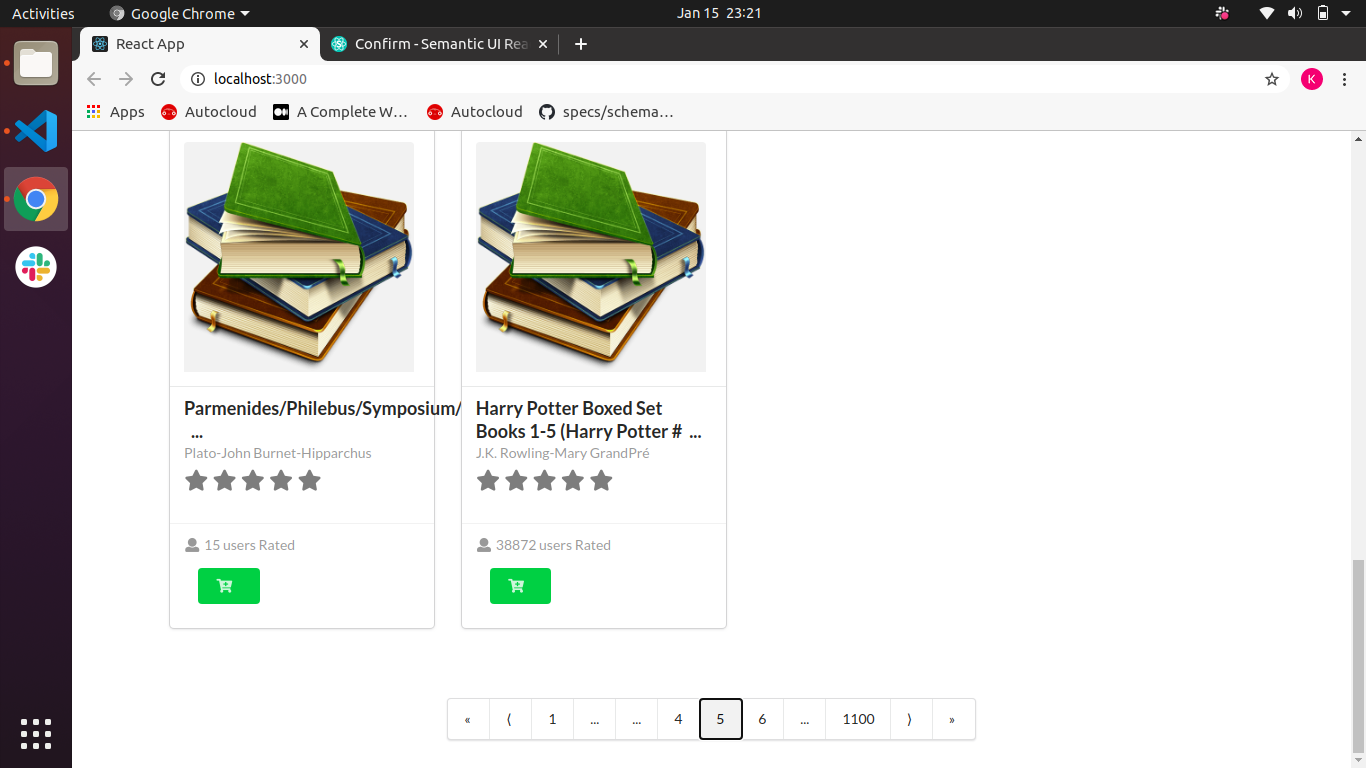 Activities Google Chrome Jan 15 23:21
React App Confirm - Semantic UI Rea
localhost:3000 K
Apps Autocloud A Complete W… Autocloud specs/schema…
Parmenides/Philebus/Symposium/
...
Plato-John Burnet-Hipparchus
15 users Rated
Harry Potter Boxed Set
Books 1-5 (Harry Potter # ...
J.K. Rowling-Mary GrandPré
38872 users Rated
« ⟨ 1 ... ... 4 5 6 ... 1100 ⟩ »